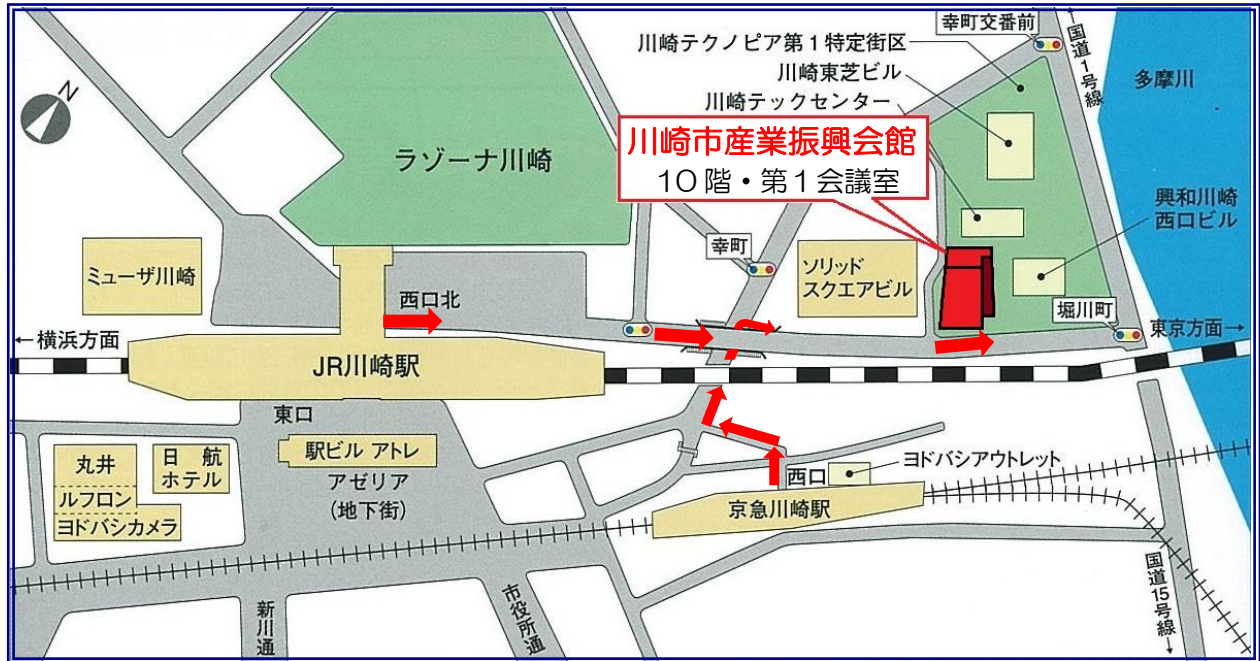 幸町交番前
国道1号線
川崎テクノピア第1特定街区
川崎東芝ビル
川崎テックセンター
多摩川
N
川崎市産業振興会館
10階・第1会議室
ラゾーナ川崎
興和川崎
西口ビル
ミューザ川崎
幸町
ソリッド
スクエアビル
西口北
堀川町
←横浜方面
東京方面→
JR川崎駅
東口
駅ビル アトレ
アゼリア
(地下街)
丸井
ルフロン
ヨドバシカメラ
日航
ホテル
西口
ヨドバシアウトレット
京急川崎駅
新川通
市役所通
国道15号線